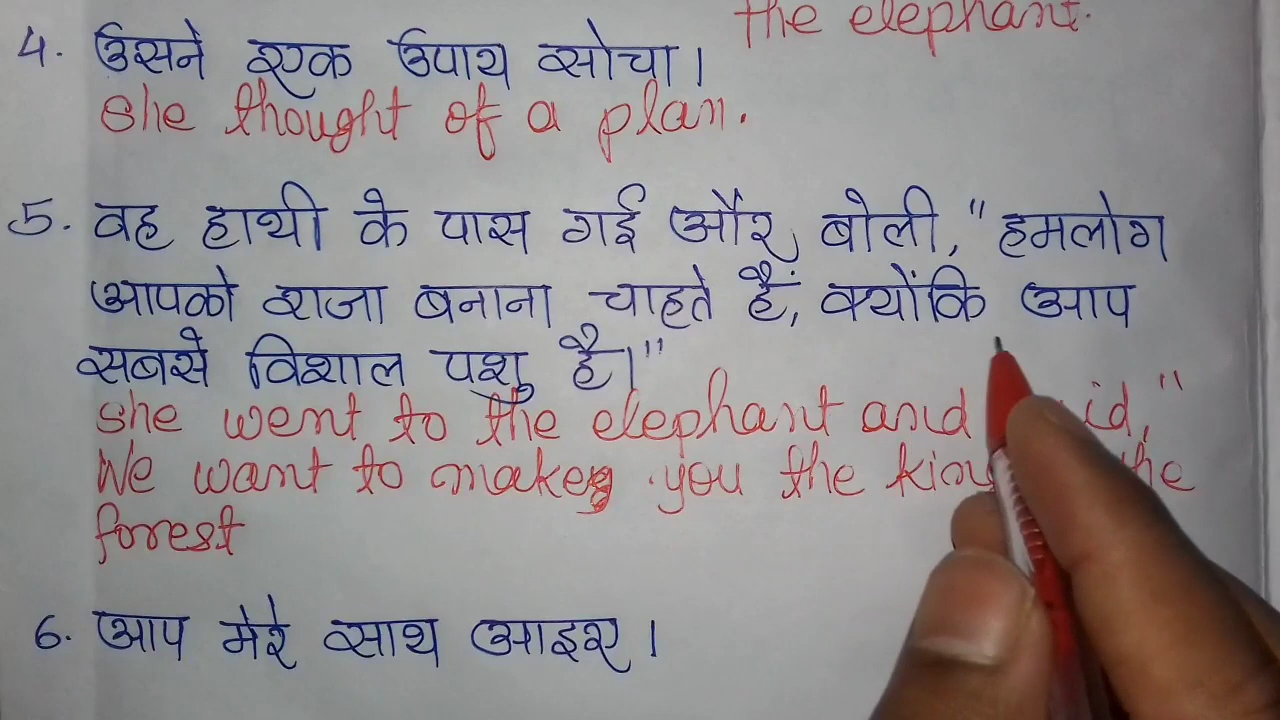 the elephant.
4. उसने एक उपाय सोचा।
She thought of a plan.
5. वह हाथी के पास गई और बोली, "हमलोग
आपको राजा बनाना चाहते हैं, क्योंकि आप
सबसे विशाल पशु है।"
She went to the elephant and "
We want to make you the
forest
6. आप मेरे साथ आइए।